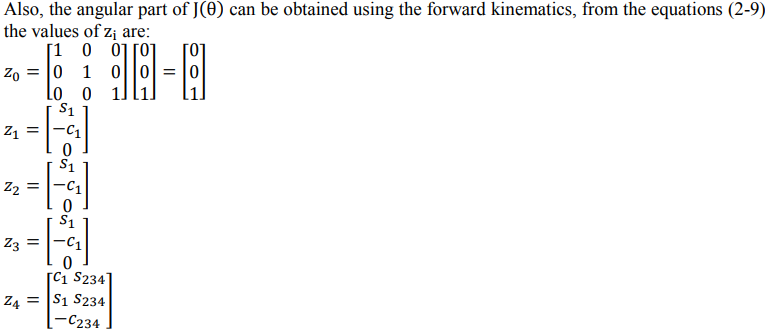 Also, the angular part of J(θ) can be obtained using the forward kinematics, from the equations (2-9)
the values of zᵢ are:
z₀ = [1 0 0; 0 1 0; 0 0 1] [0; 0; 1] = [0; 0; 1]
z₁ = [s₁; −c₁; 0]
z₂ = [s₁; −c₁; 0]
z₃ = [s₁; −c₁; 0]
z₄ = [c₁ s₂₃₄; s₁ s₂₃₄; −c₂₃₄]